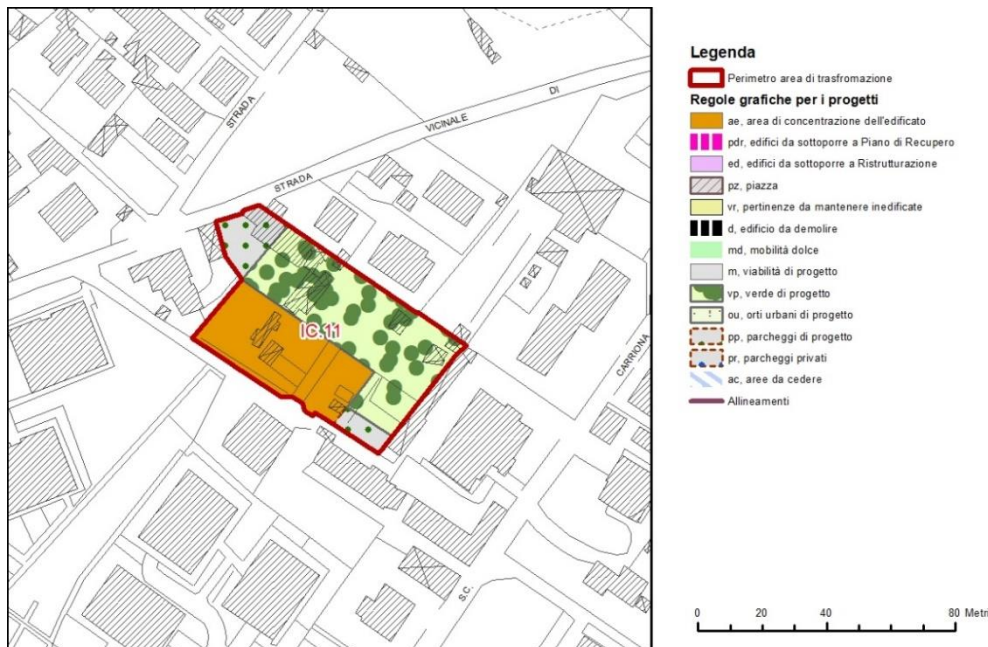 STRADA
DI
VICINALE
STRADA
IC.11
CARRIONA
S.C.
Legenda
Perimetro area di trasfromazione
Regole grafiche per i progetti
ae, area di concentrazione dell'edificato
pdr, edifici da sottoporre a Piano di Recupero
ed, edifici da sottoporre a Ristrutturazione
pz, piazza
vr, pertinenze da mantenere inedificate
d, edificio da demolire
md, mobilità dolce
m, viabilità di progetto
vp, verde di progetto
ou, orti urbani di progetto
pp, parcheggi di progetto
pr, parcheggi privati
ac, aree da cedere
Allineamenti
0 20 40 80 Metri